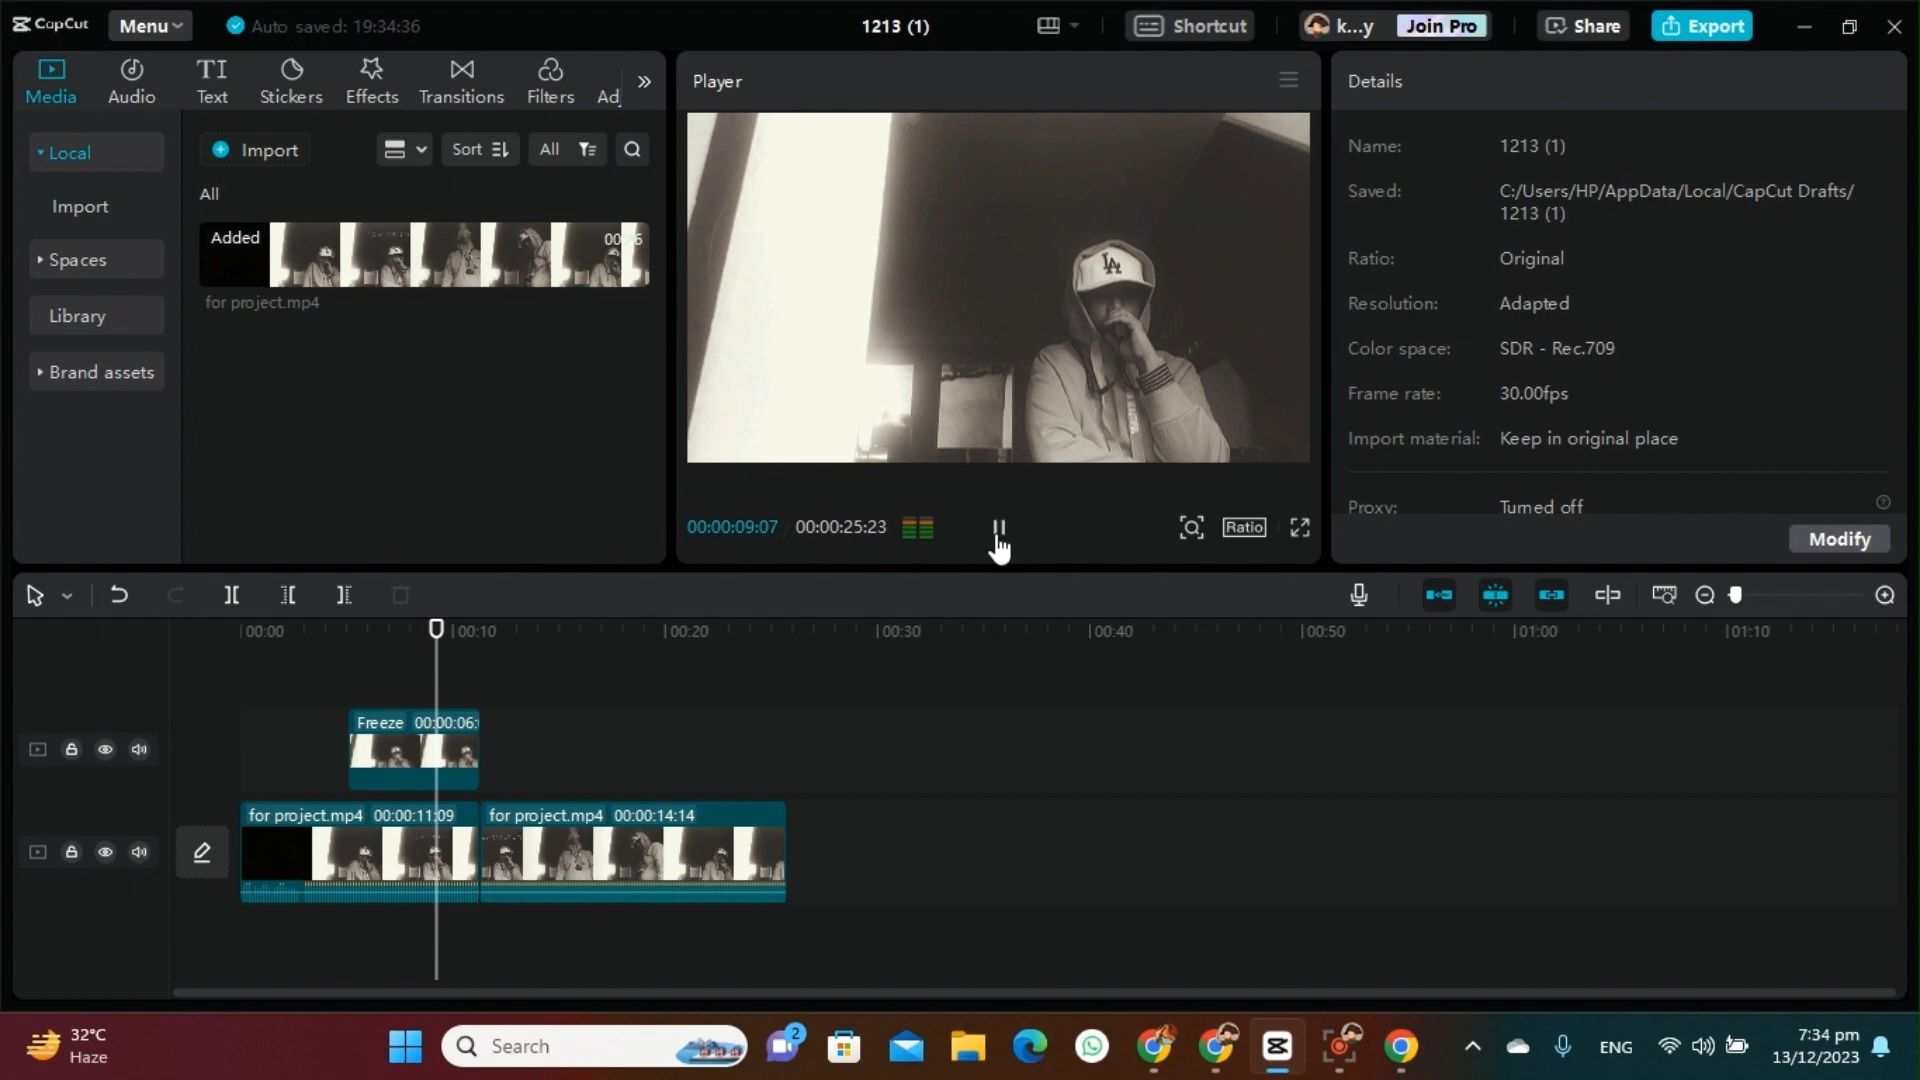 CapCut Menu Auto saved: 19:34:36 1213 (1) Shortcut k...y Join Pro Share Export
Media Audio Text Stickers Effects Transitions Filters
Player
Details
Local
Import
Spaces
Library
Brand assets
Import Sort All
All
Added
for project.mp4
LA
00:00:09:07 00:00:25:23 Ratio
Name: 1213 (1)
Saved: C:/Users/HP/AppData/Local/CapCut Drafts/
1213 (1)
Ratio: Original
Resolution: Adapted
Color space: SDR - Rec.709
Frame rate: 30.00fps
Import material: Keep in original place
Proxy: Turned off
Modify
00:00 00:10 00:20 00:30 00:40 00:50 01:00 01:10
Freeze 00:00:06:
for project.mp4 00:00:11:09 for project.mp4 00:00:14:14
32°C
Haze
Search
2
ENG
7:34 pm
13/12/2023